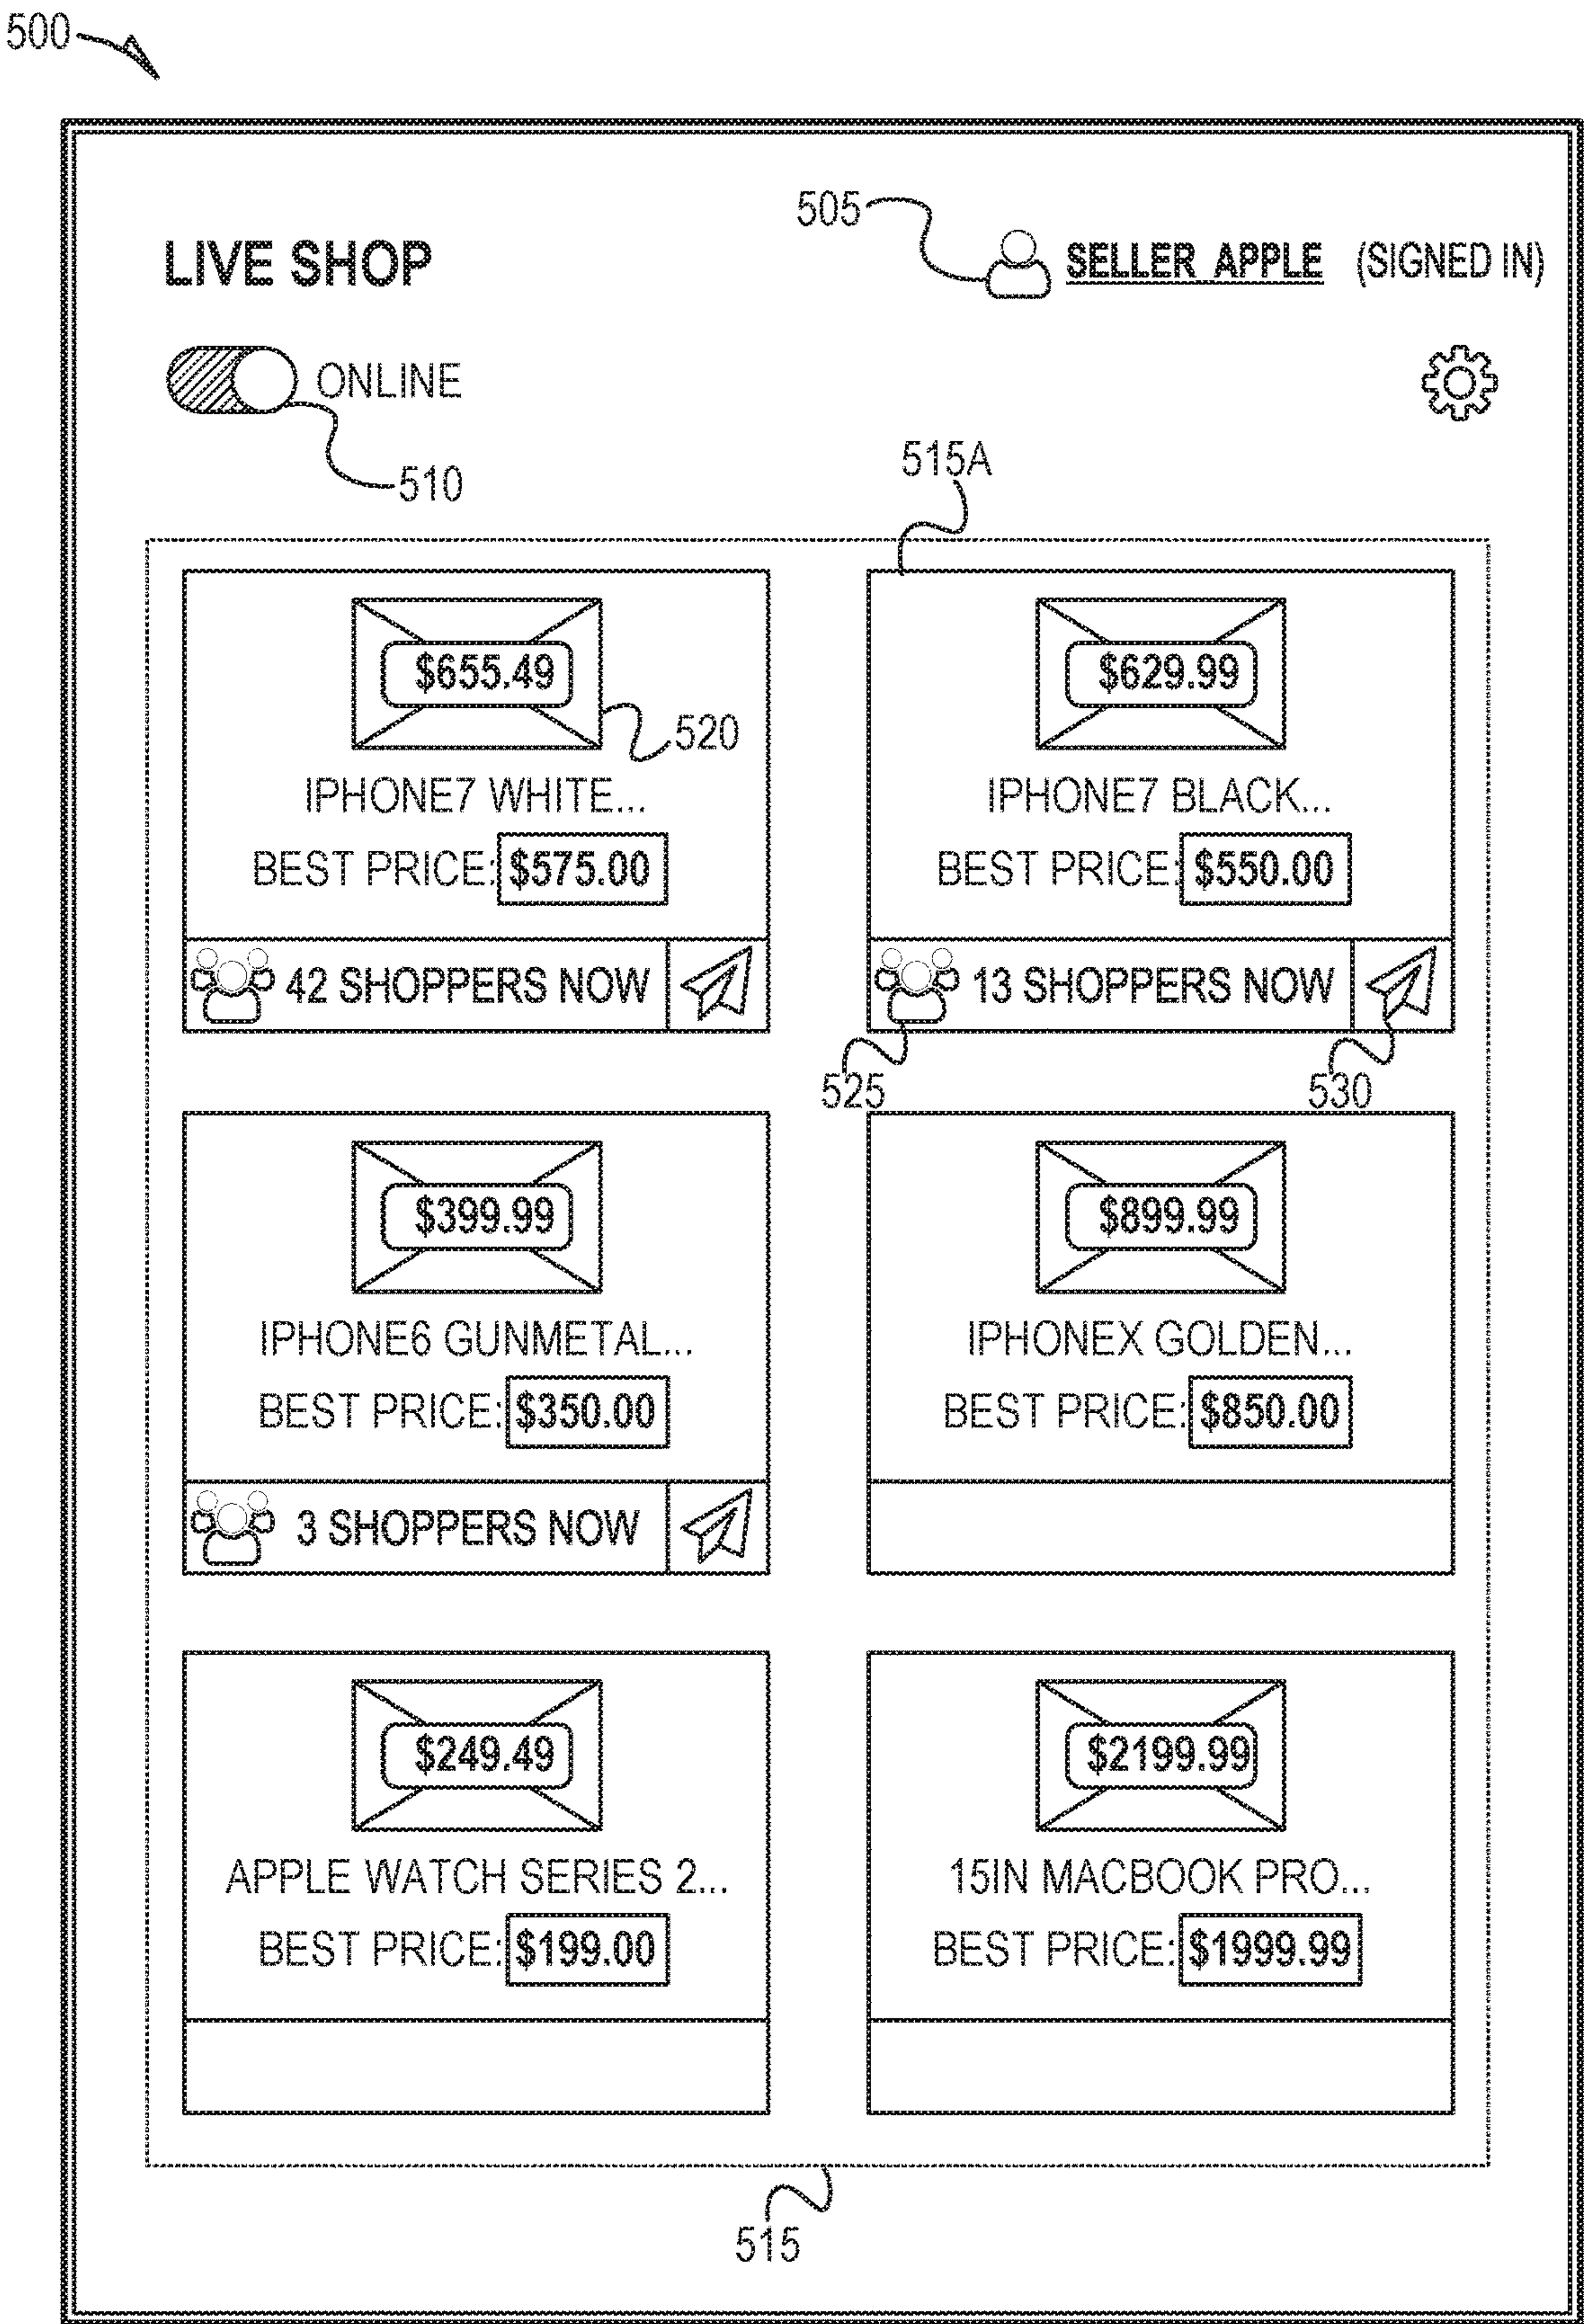 500
505
LIVE SHOP
SELLER_APPLE (SIGNED IN)
ONLINE
510
515A
$655.49
$629.99
520
IPHONE7 WHITE...
IPHONE7 BLACK...
BEST PRICE: $575.00
BEST PRICE: $550.00
42 SHOPPERS NOW
13 SHOPPERS NOW
525
530
$399.99
$899.99
IPHONE6 GUNMETAL...
IPHONEX GOLDEN...
BEST PRICE: $350.00
BEST PRICE: $850.00
3 SHOPPERS NOW
$249.49
$2199.99
APPLE WATCH SERIES 2...
15IN MACBOOK PRO...
BEST PRICE: $199.00
BEST PRICE: $1999.99
515